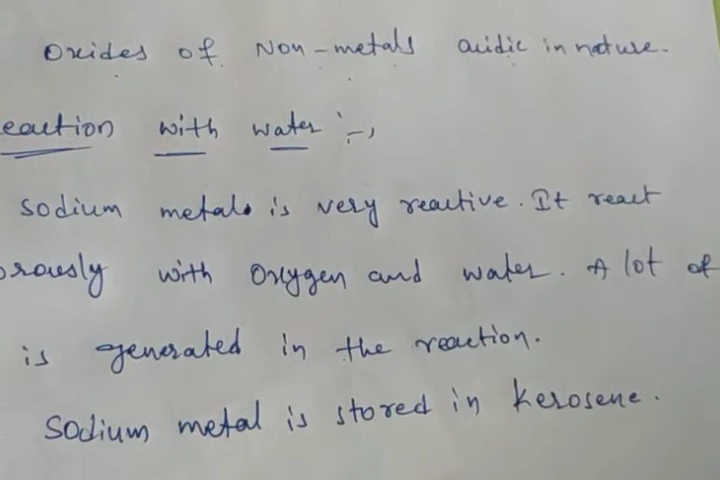 Oxides of Non-metals acidic in nature.
eaction with water :-,
Sodium metal is very reactive. It react
orously with Oxygen and water. A lot of
is generated in the reaction.
Sodium metal is stored in Kerosene.